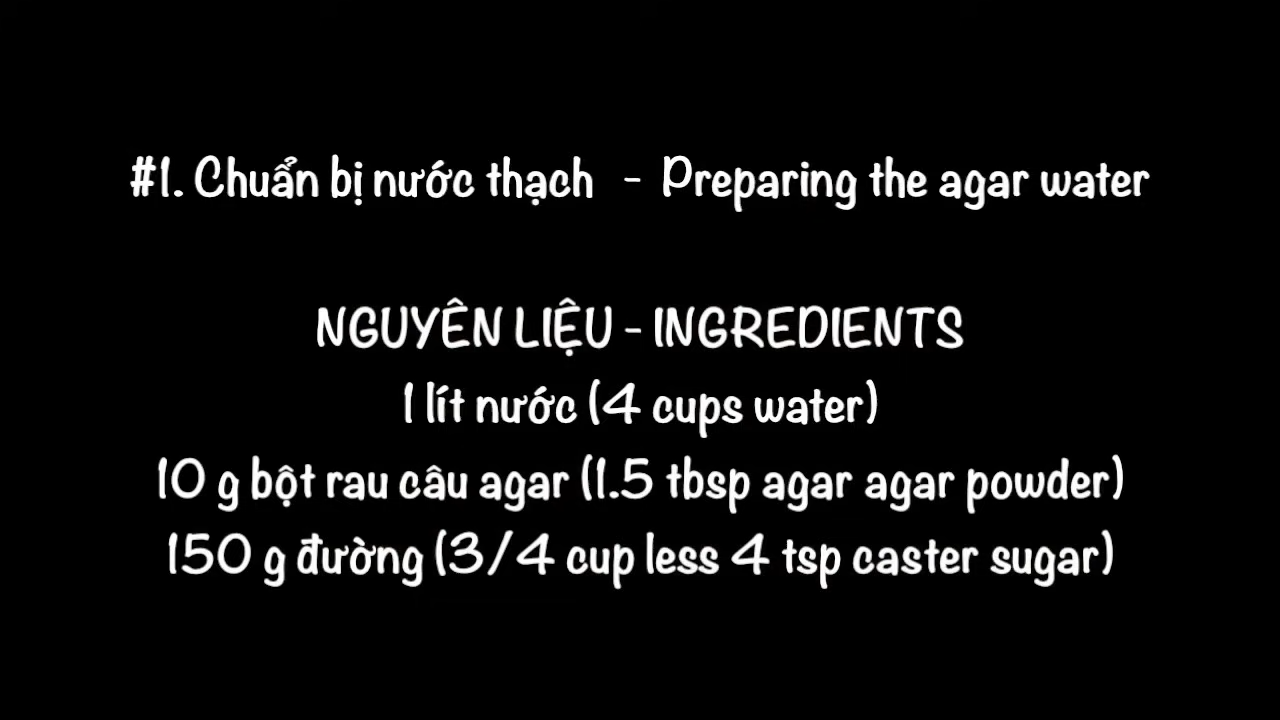 #1. Chuẩn bị nước thạch - Preparing the agar water
NGUYÊN LIỆU - INGREDIENTS
1 lít nước (4 cups water)
10 g bột rau câu agar (1.5 tbsp agar agar powder)
150 g đường (3/4 cup less 4 tsp caster sugar)